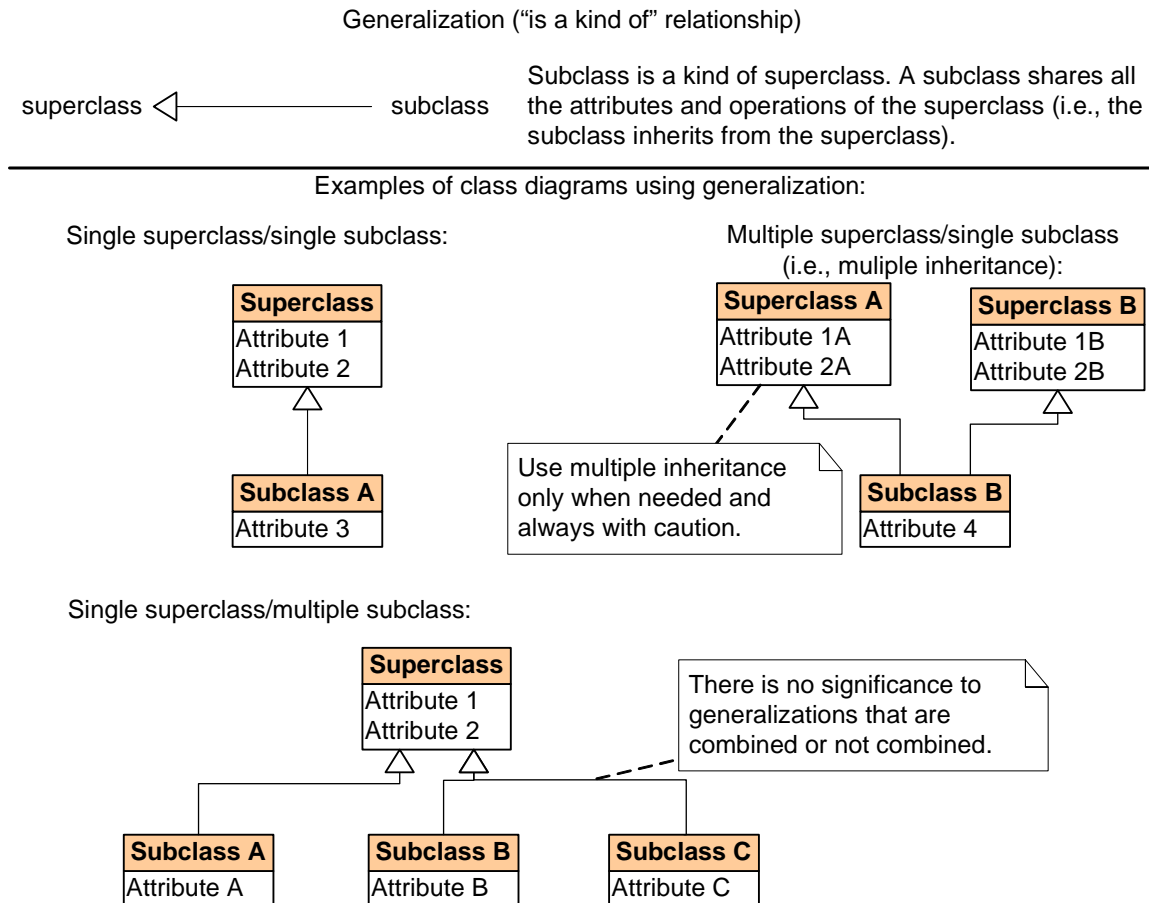 Generalization (“is a kind of” relationship)
superclass
subclass
Subclass is a kind of superclass. A subclass shares all
the attributes and operations of the superclass (i.e., the
subclass inherits from the superclass).
Examples of class diagrams using generalization:
Single superclass/single subclass:
Superclass
Attribute 1
Attribute 2
Subclass A
Attribute 3
Multiple superclass/single subclass
(i.e., muliple inheritance):
Superclass A
Attribute 1A
Attribute 2A
Superclass B
Attribute 1B
Attribute 2B
Use multiple inheritance
only when needed and
always with caution.
Subclass B
Attribute 4
Single superclass/multiple subclass:
Superclass
Attribute 1
Attribute 2
There is no significance to
generalizations that are
combined or not combined.
Subclass A
Attribute A
Subclass B
Attribute B
Subclass C
Attribute C